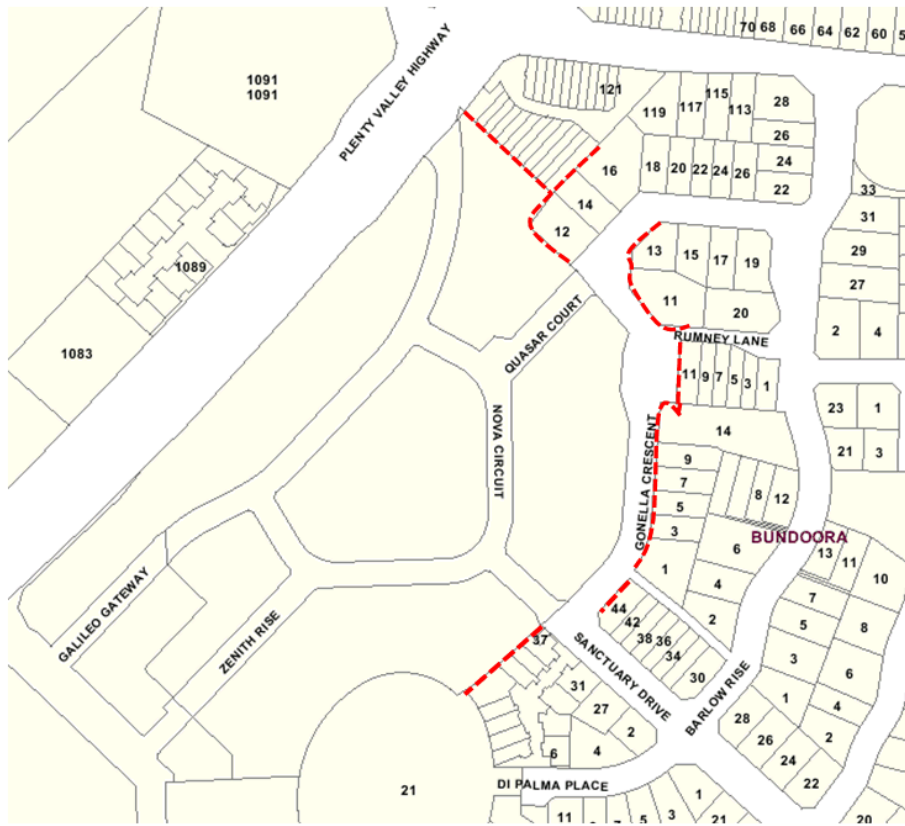 70 68 66 64 62 60 5
1091
1091
PLENTY VALLEY HIGHWAY
121
119 117 115 113 28
26
16 18 20 22 24 26 24
22
14
12
33
31
29
27
13 15 17 19
11 20
2 4
1089
1083
QUASAR COURT
RUMNEY LANE
11 9 7 5 3 1
NOVA CIRCUIT
GONELLA CRESCENT
14
23 1
21 3
9
7
5
3
1
8 12
6
4
2
BUNDOORA
13 11 10
7
5
3
1
8
6
4
2
GALILEO GATEWAY
ZENITH RISE
44
42
38 36
34
30
37
SANCTUARY DRIVE
BARLOW RISE
31
27
2
4
6
28
26
24
22
21
DI PALMA PLACE
11 7 5 3 1
21
20